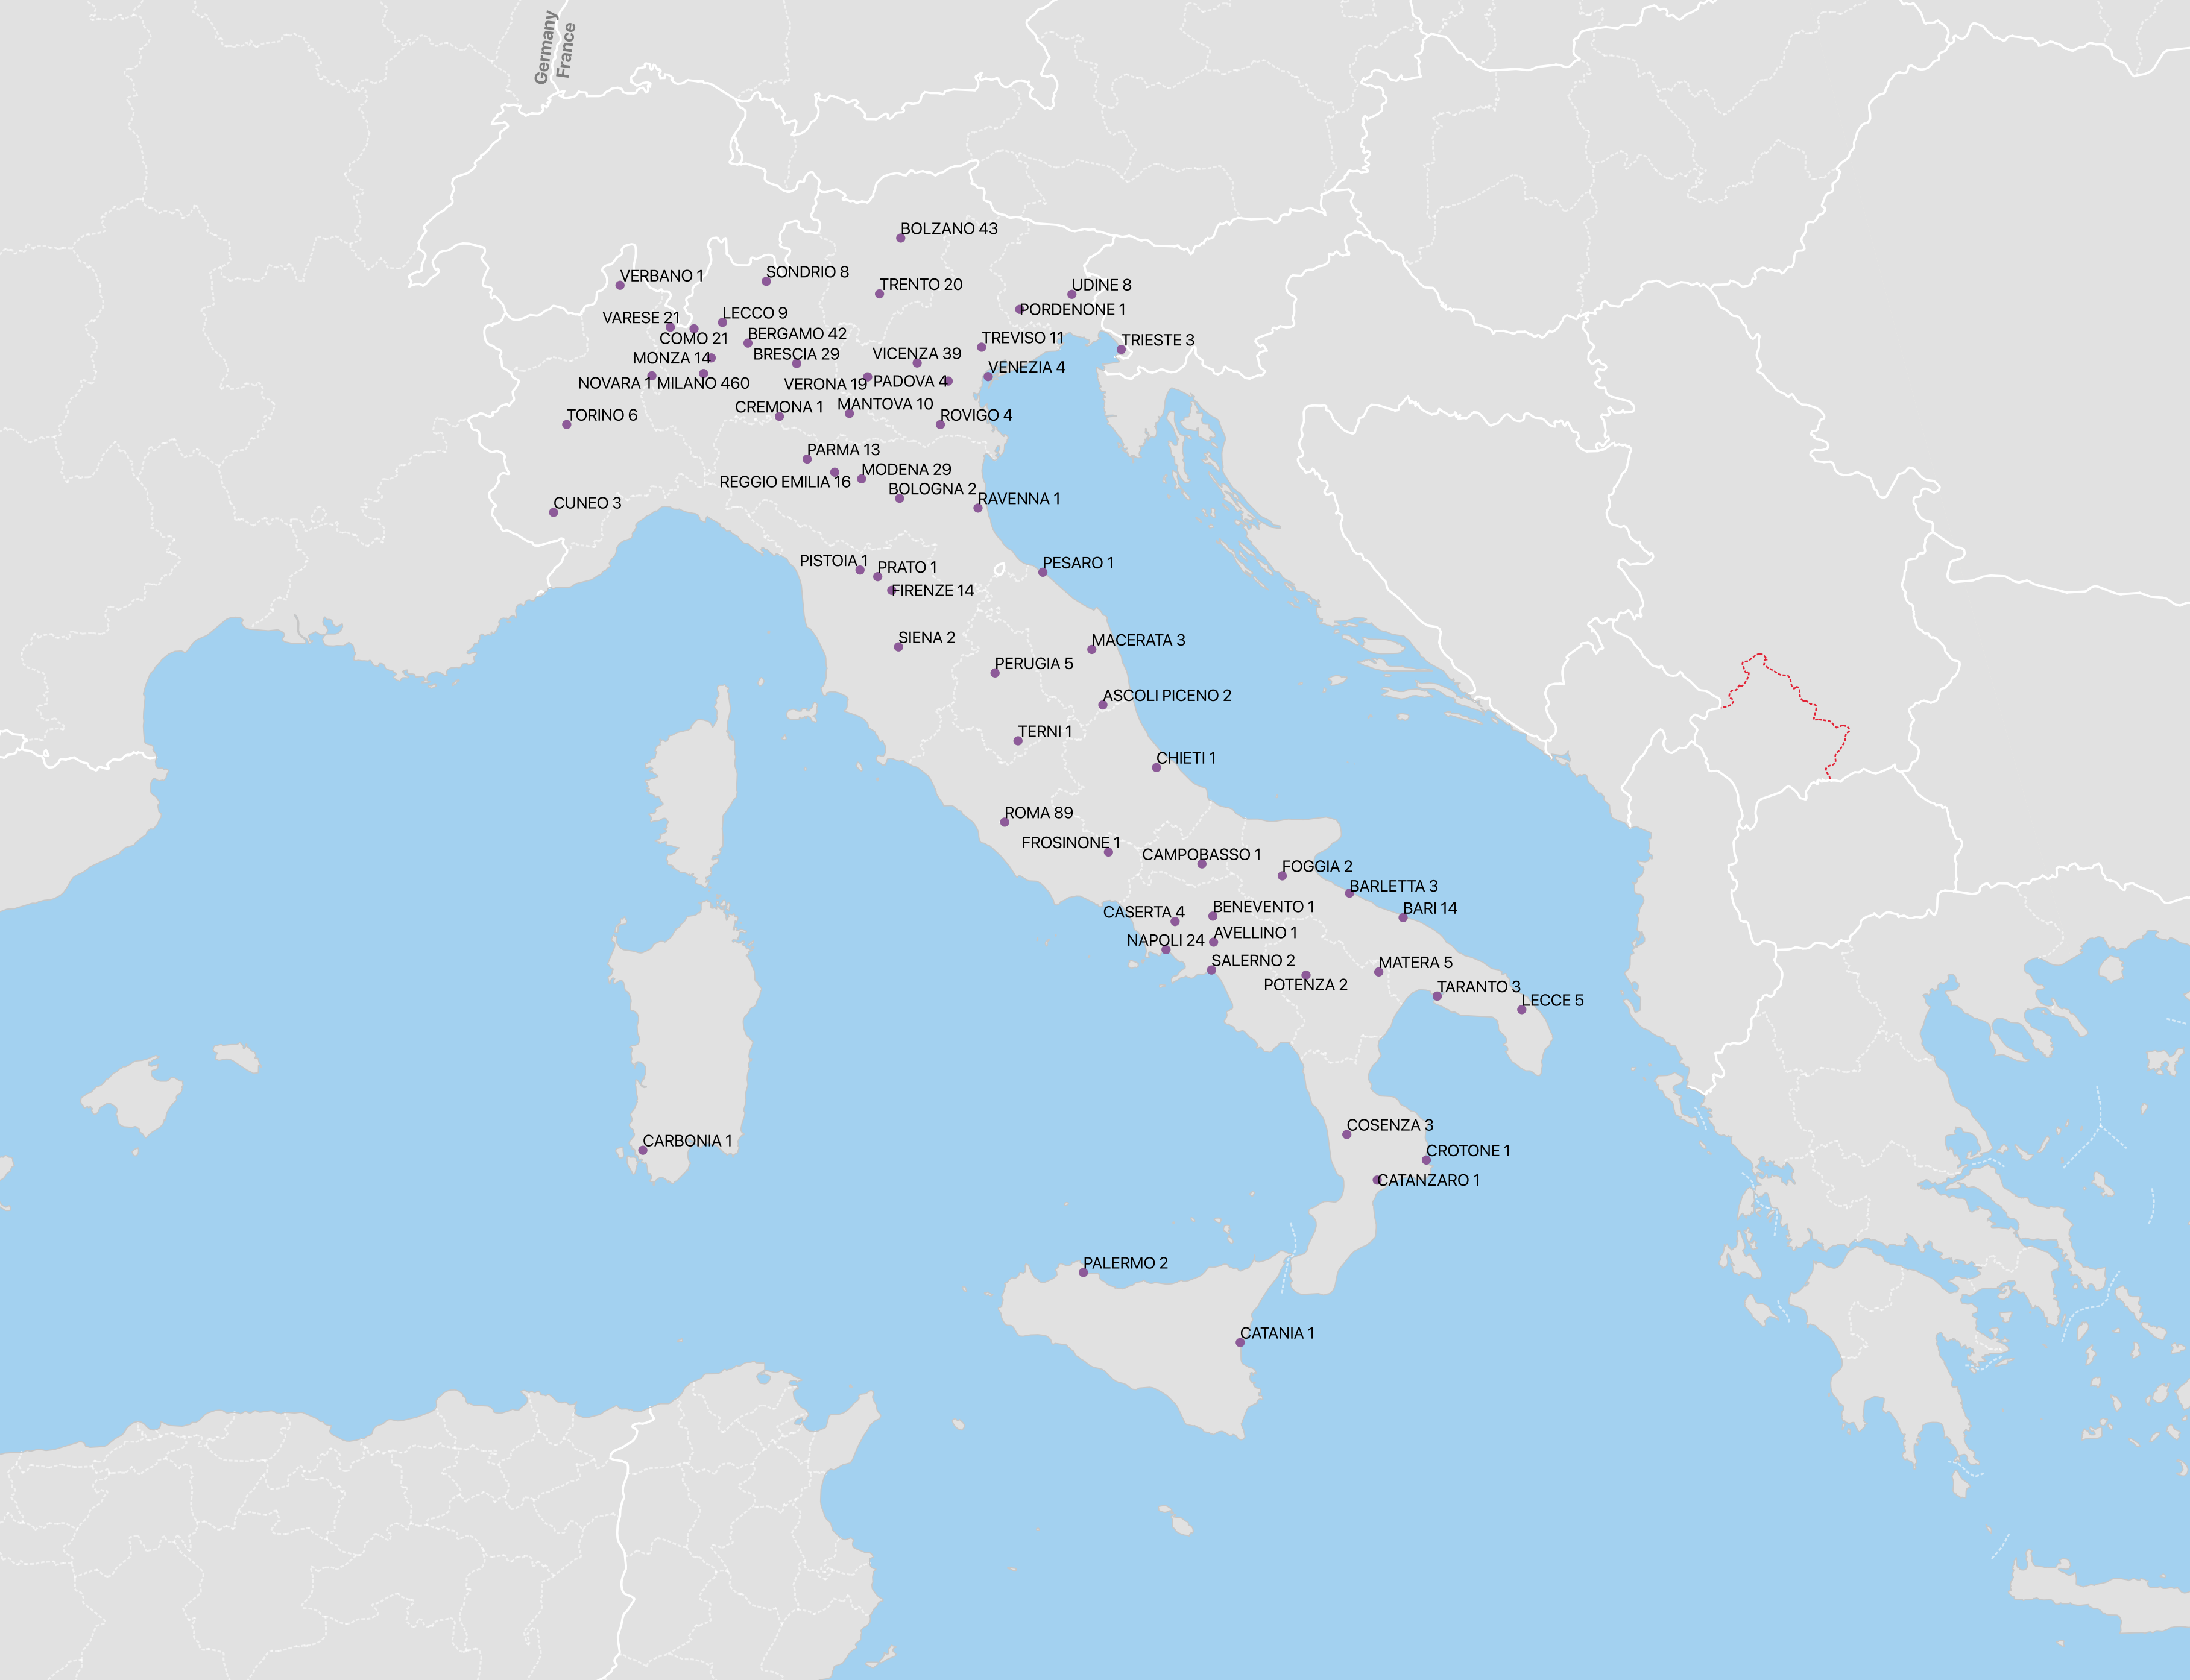 Germany
France
BOLZANO 43
VERBANO 1
SONDRIO 8
TRENTO 20
UDINE 8
PORDENONE 1
VARESE 21
LECCO 9
COMO 21
BERGAMO 42
TREVISO 11
TRIESTE 3
MONZA 14
BRESCIA 29
VICENZA 39
VENEZIA 4
NOVARA 1
MILANO 460
VERONA 19
PADOVA 4
CREMONA 1
MANTOVA 10
TORINO 6
ROVIGO 4
PARMA 13
MODENA 29
REGGIO EMILIA 16
BOLOGNA 2
RAVENNA 1
CUNEO 3
PISTOIA 1
PRATO 1
PESARO 1
FIRENZE 14
SIENA 2
MACERATA 3
PERUGIA 5
ASCOLI PICENO 2
TERNI 1
CHIETI 1
ROMA 89
FROSINONE 1
CAMPOBASSO 1
FOGGIA 2
BARLETTA 3
CASERTA 4
BENEVENTO 1
BARI 14
NAPOLI 24
AVELLINO 1
SALERNO 2
MATERA 5
POTENZA 2
TARANTO 3
LECCE 5
COSENZA 3
CARBONIA 1
CROTONE 1
CATANZARO 1
PALERMO 2
CATANIA 1